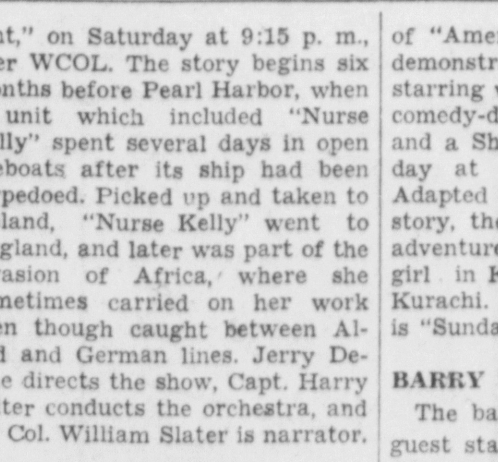 nt," on Saturday at 9:15 p. m.,
er WCOL. The story begins six
onths before Pearl Harbor, when
unit which included "Nurse
lly" spent several days in open
eboats after its ship had been
rpedoed. Picked up and taken to
eland, "Nurse Kelly" went to
gland, and later was part of the
vasion of Africa, where she
metimes carried on her work
en though caught between Al-
d and German lines. Jerry De-
e directs the show, Capt. Harry
lter conducts the orchestra, and
Col. William Slater is narrator.
of "Amer
demonstr
starring
comedy-d
and a Sh
day at
Adapted
story, the
adventure
girl in K
Kurachi.
is "Sunda
BARRY
The ba
guest sta